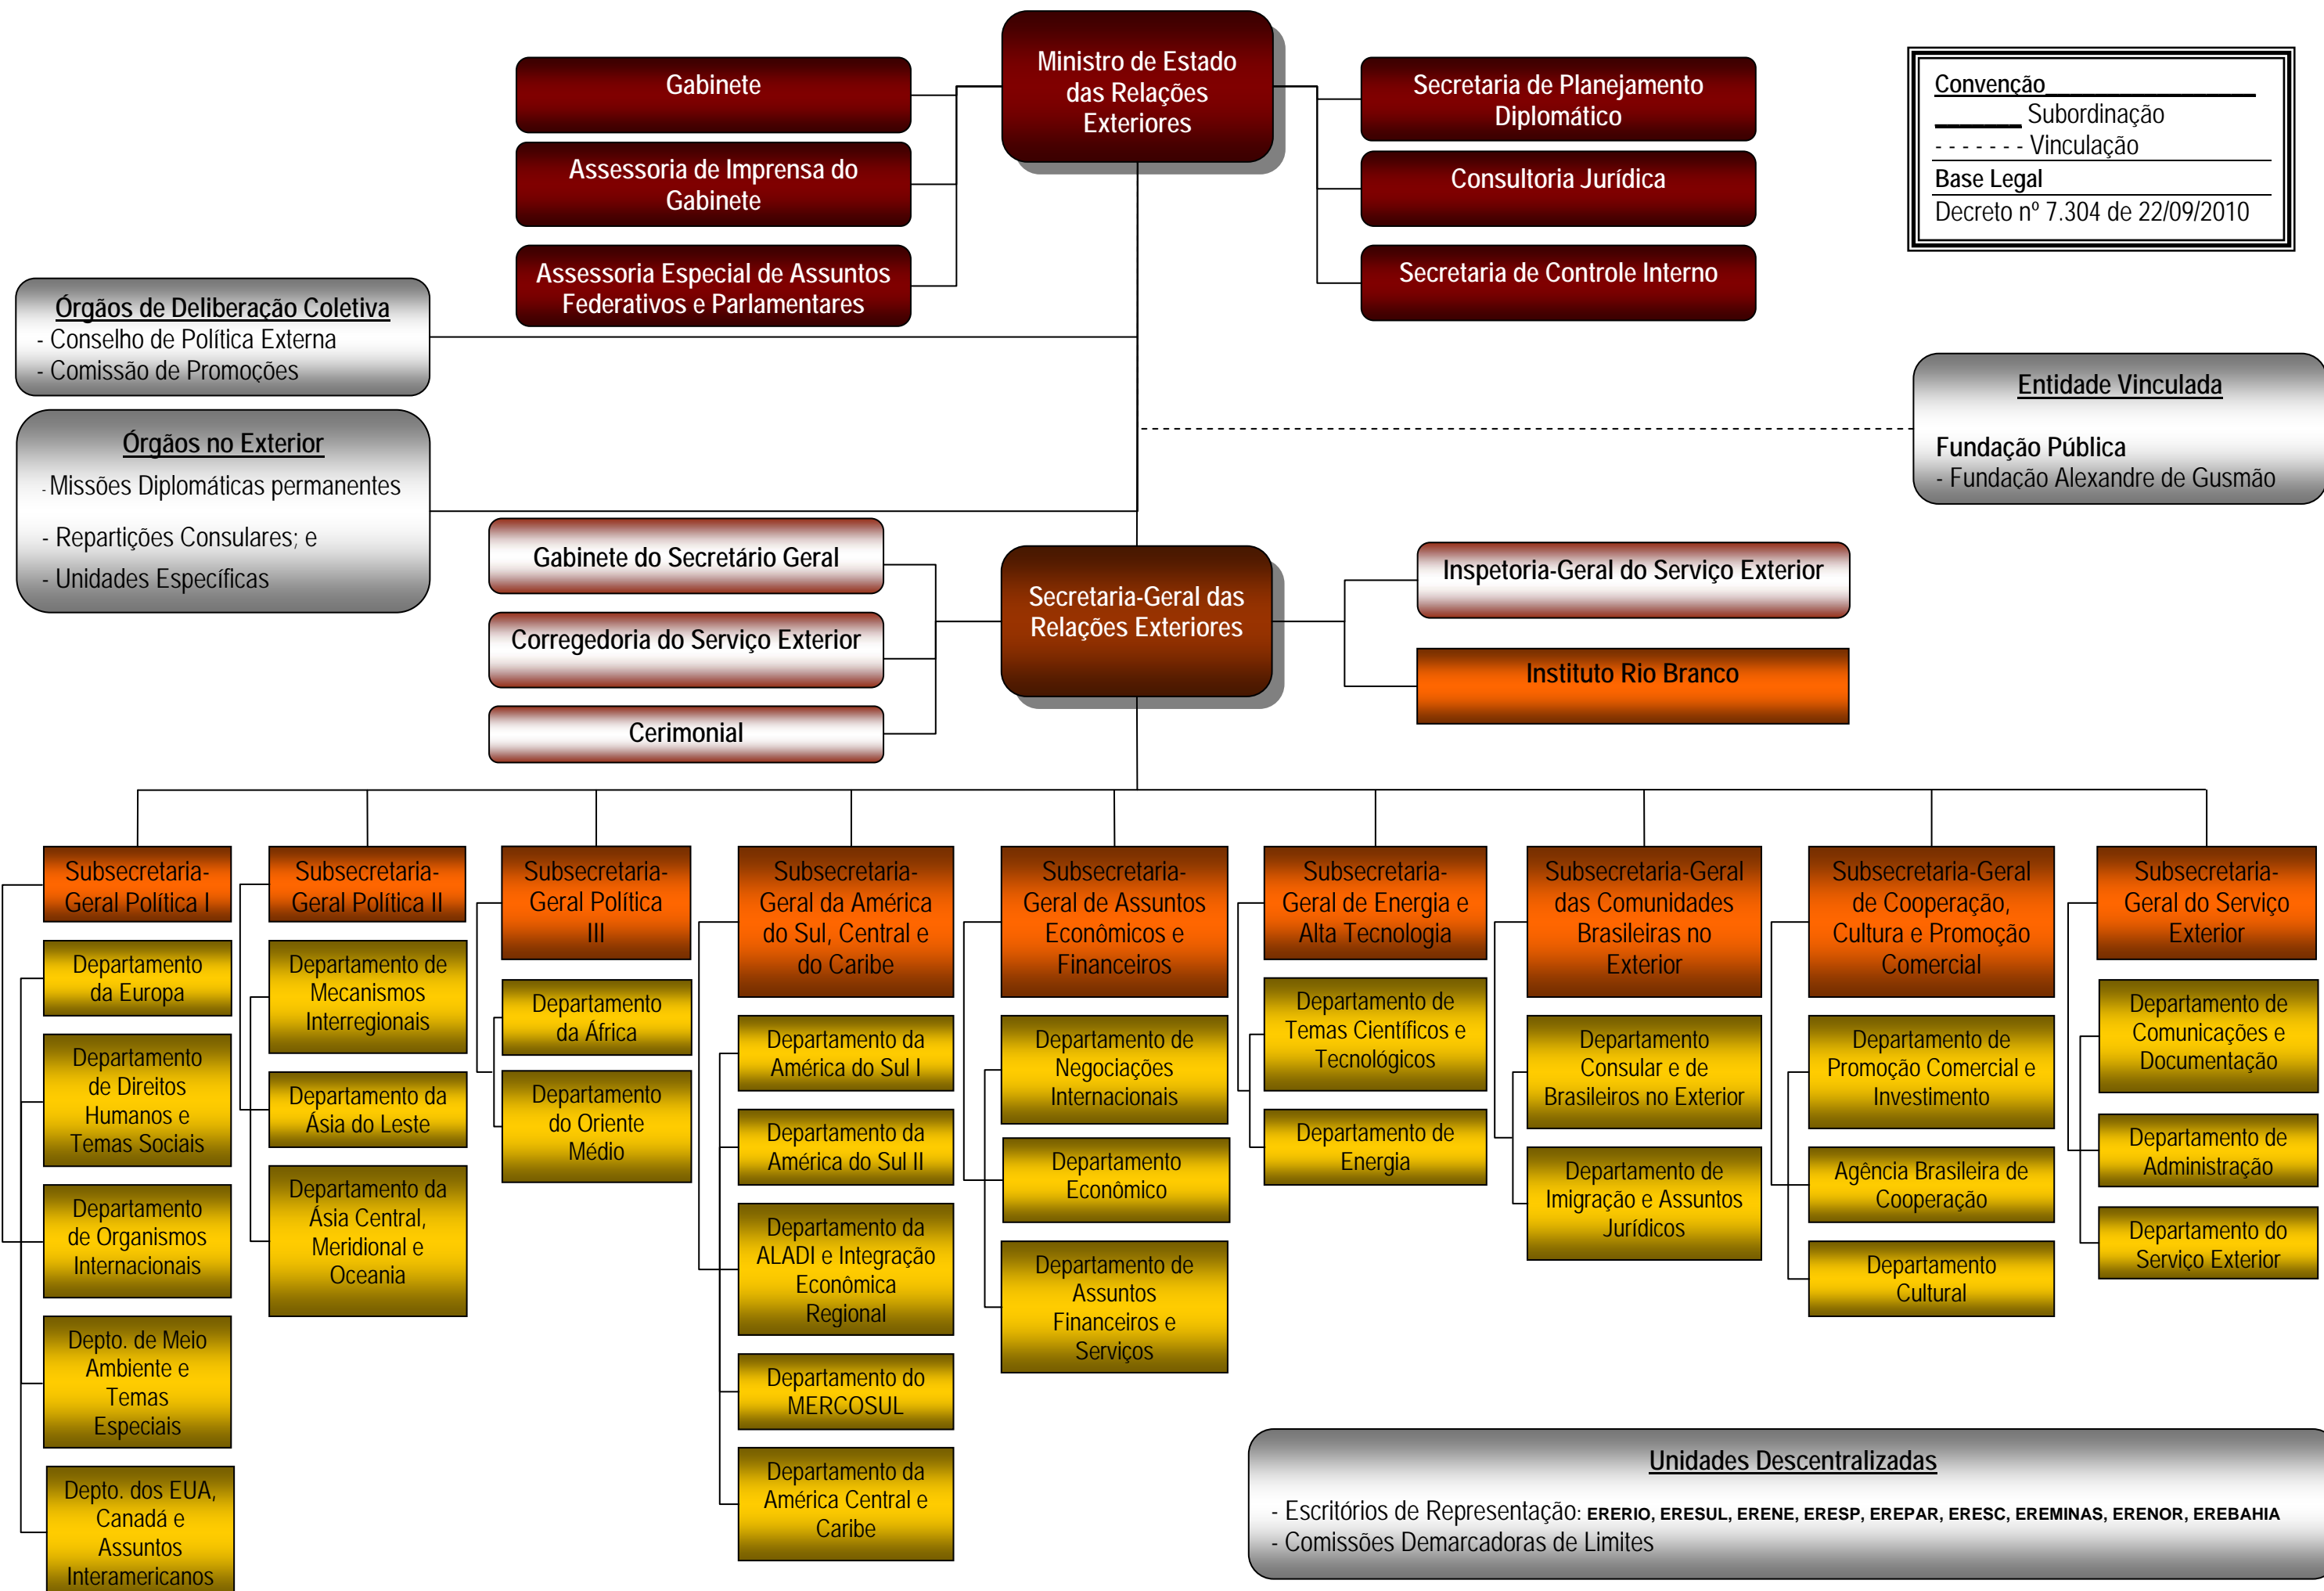 Ministro de Estado
das Relações
Exteriores
Gabinete
Assessoria de Imprensa do
Gabinete
Assessoria Especial de Assuntos
Federativos e Parlamentares
Secretaria de Planejamento
Diplomático
Consultoria Jurídica
Secretaria de Controle Interno
Convenção
Subordinação
- - - - - - - Vinculação
Base Legal
Decreto nº 7.304 de 22/09/2010
Órgãos de Deliberação Coletiva
- Conselho de Política Externa
- Comissão de Promoções
Entidade Vinculada
Fundação Pública
- Fundação Alexandre de Gusmão
Órgãos no Exterior
- Missões Diplomáticas permanentes
- Repartições Consulares; e
- Unidades Específicas
Gabinete do Secretário Geral
Corregedoria do Serviço Exterior
Cerimonial
Secretaria-Geral das
Relações Exteriores
Inspetoria-Geral do Serviço Exterior
Instituto Rio Branco
Subsecretaria-
Geral Política I
Departamento
da Europa
Departamento
de Direitos
Humanos e
Temas Sociais
Departamento
de Organismos
Internacionais
Depto. de Meio
Ambiente e
Temas
Especiais
Depto. dos EUA,
Canadá e
Assuntos
Interamericanos
Subsecretaria-
Geral Política II
Departamento de
Mecanismos
Interregionais
Departamento da
Ásia do Leste
Departamento da
Ásia Central,
Meridional e
Oceania
Subsecretaria-
Geral Política
III
Departamento
da África
Departamento
do Oriente
Médio
Subsecretaria-
Geral da América
do Sul, Central e
do Caribe
Departamento da
América do Sul I
Departamento da
América do Sul II
Departamento da
ALADI e Integração
Econômica
Regional
Departamento do
MERCOSUL
Departamento da
América Central e
Caribe
Subsecretaria-
Geral de Assuntos
Econômicos e
Financeiros
Departamento de
Negociações
Internacionais
Departamento
Econômico
Departamento de
Assuntos
Financeiros e
Serviços
Subsecretaria-
Geral de Energia e
Alta Tecnologia
Departamento de
Temas Científicos e
Tecnológicos
Departamento de
Energia
Subsecretaria-Geral
das Comunidades
Brasileiras no
Exterior
Departamento
Consular e de
Brasileiros no Exterior
Departamento de
Imigração e Assuntos
Jurídicos
Subsecretaria-Geral
de Cooperação,
Cultura e Promoção
Comercial
Departamento de
Promoção Comercial e
Investimento
Agência Brasileira de
Cooperação
Departamento
Cultural
Subsecretaria-
Geral do Serviço
Exterior
Departamento de
Comunicações e
Documentação
Departamento de
Administração
Departamento do
Serviço Exterior
Unidades Descentralizadas
- Escritórios de Representação: ERERIO, ERESUL, ERENE, ERESP, EREPAR, ERESC, EREMINAS, ERENOR, EREBAHIA
- Comissões Demarcadoras de Limites